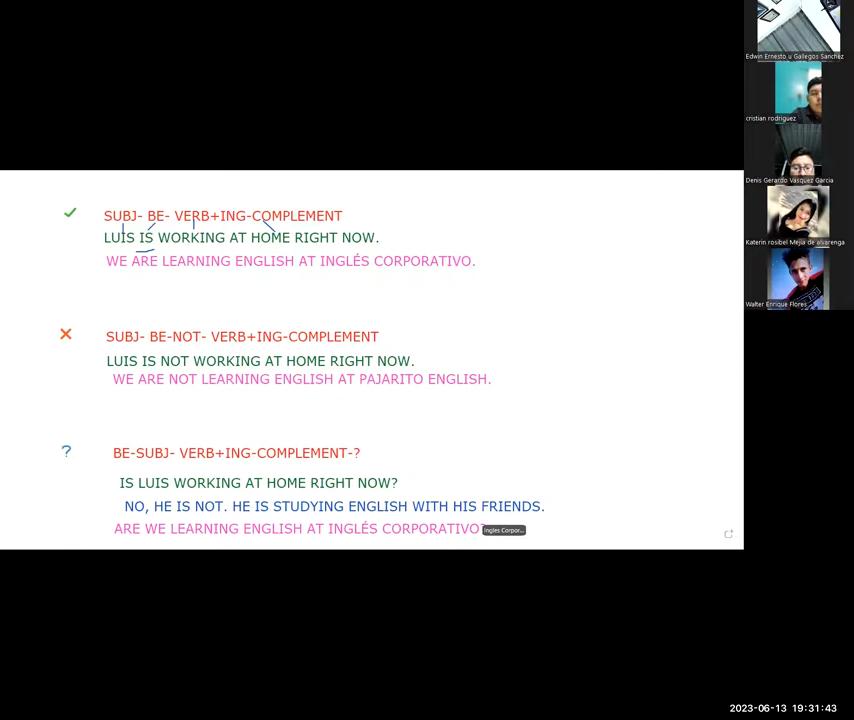 Edwin Ernesto u Gallegos Sanchez
cristian rodriguez
Denis Gerardo Vasquez Garcia
Katerin rosibel Mejia de alvarenga
Walter Enrique Flores
SUBJ- BE- VERB+ING-COMPLEMENT
LUIS IS WORKING AT HOME RIGHT NOW.
WE ARE LEARNING ENGLISH AT INGLÉS CORPORATIVO.
SUBJ- BE-NOT- VERB+ING-COMPLEMENT
LUIS IS NOT WORKING AT HOME RIGHT NOW.
WE ARE NOT LEARNING ENGLISH AT PAJARITO ENGLISH.
?
BE-SUBJ- VERB+ING-COMPLEMENT-?
IS LUIS WORKING AT HOME RIGHT NOW?
NO, HE IS NOT. HE IS STUDYING ENGLISH WITH HIS FRIENDS.
ARE WE LEARNING ENGLISH AT INGLÉS CORPORATIVO?
Ingles Corpor...
2023-06-13 19:31:43